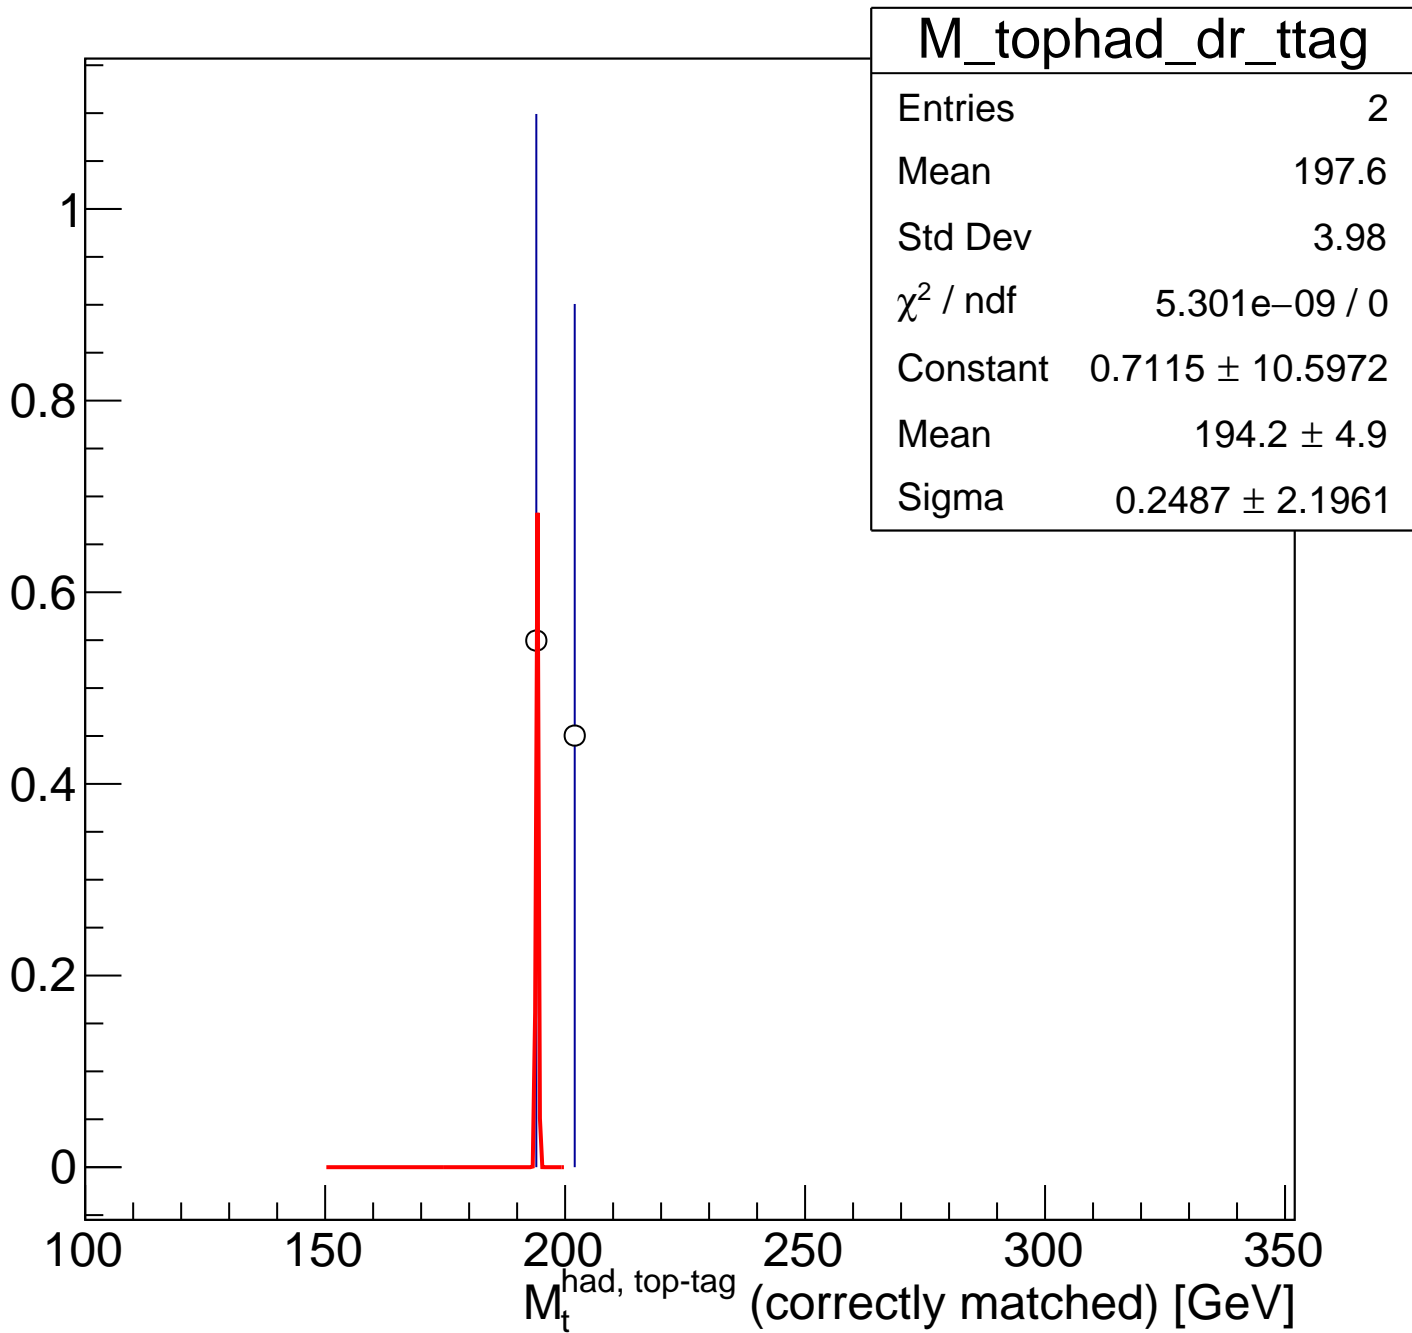 M_tophad_dr_ttag
Entries 2
Mean 197.6
Std Dev 3.98
χ² / ndf 5.301e−09 / 0
Constant 0.7115 ± 10.5972
Mean 194.2 ± 4.9
Sigma 0.2487 ± 2.1961
1
0.8
0.6
0.4
0.2
0
100 150 200 250 300 350
M_t^{had, top-tag} (correctly matched) [GeV]